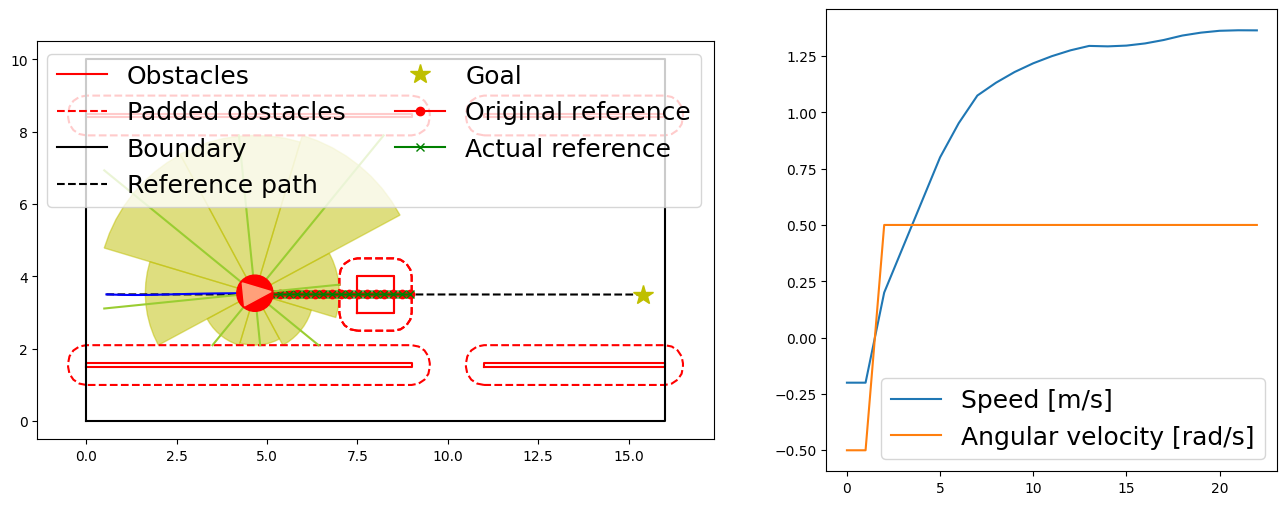 Obstacles
Padded obstacles
Boundary
Reference path
Goal
Original reference
Actual reference
10
8
6
4
2
0
0.0 2.5 5.0 7.5 10.0 12.5 15.0
1.25
1.00
0.75
0.50
0.25
0.00
−0.25
−0.50
Speed [m/s]
Angular velocity [rad/s]
0 5 10 15 20